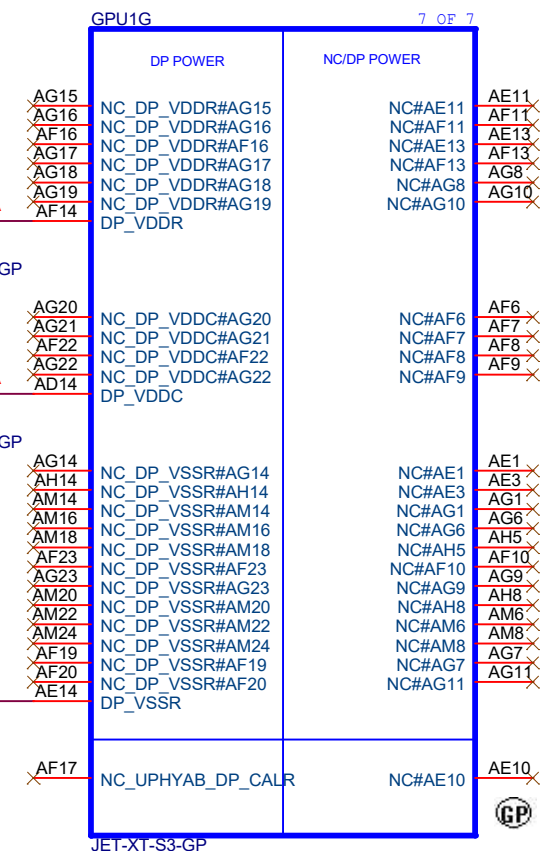 GPU1G 7 OF 7
DP POWER NC/DP POWER
AG15 NC_DP_VDDR#AG15 NC#AE11 AE11
AG16 NC_DP_VDDR#AG16 NC#AF11 AF11
AF16 NC_DP_VDDR#AF16 NC#AE13 AE13
AG17 NC_DP_VDDR#AG17 NC#AF13 AF13
AG18 NC_DP_VDDR#AG18 NC#AG8 AG8
AG19 NC_DP_VDDR#AG19 NC#AG10 AG10
AF14 DP_VDDR
GP
AG20 NC_DP_VDDC#AG20 NC#AF6 AF6
AG21 NC_DP_VDDC#AG21 NC#AF7 AF7
AF22 NC_DP_VDDC#AF22 NC#AF8 AF8
AG22 NC_DP_VDDC#AG22 NC#AF9 AF9
AD14 DP_VDDC
GP
AG14 NC_DP_VSSR#AG14 NC#AE1 AE1
AH14 NC_DP_VSSR#AH14 NC#AE3 AE3
AM14 NC_DP_VSSR#AM14 NC#AG1 AG1
AM16 NC_DP_VSSR#AM16 NC#AG6 AG6
AM18 NC_DP_VSSR#AM18 NC#AH5 AH5
AF23 NC_DP_VSSR#AF23 NC#AF10 AF10
AG23 NC_DP_VSSR#AG23 NC#AG9 AG9
AM20 NC_DP_VSSR#AM20 NC#AH8 AH8
AM22 NC_DP_VSSR#AM22 NC#AM6 AM6
AM24 NC_DP_VSSR#AM24 NC#AM8 AM8
AF19 NC_DP_VSSR#AF19 NC#AG7 AG7
AF20 NC_DP_VSSR#AF20 NC#AG11 AG11
AE14 DP_VSSR
AF17 NC_UPHYAB_DP_CALR NC#AE10 AE10
GP
JET-XT-S3-GP